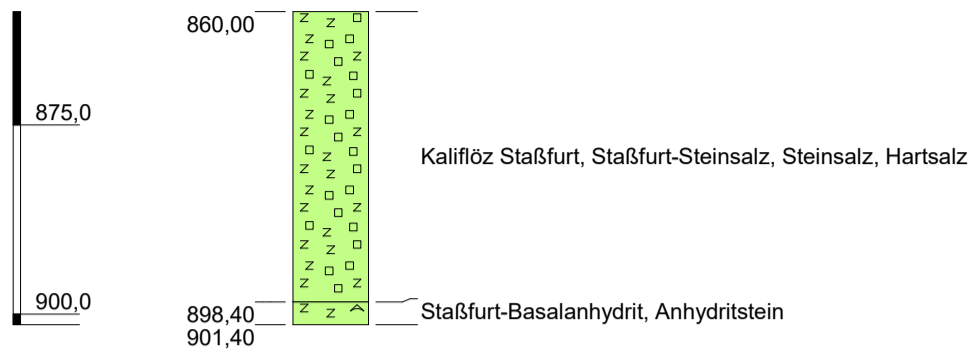 860,00
875,0
Kaliflöz Staßfurt, Staßfurt-Steinsalz, Steinsalz, Hartsalz
900,0
898,40
Staßfurt-Basalanhydrit, Anhydritstein
901,40